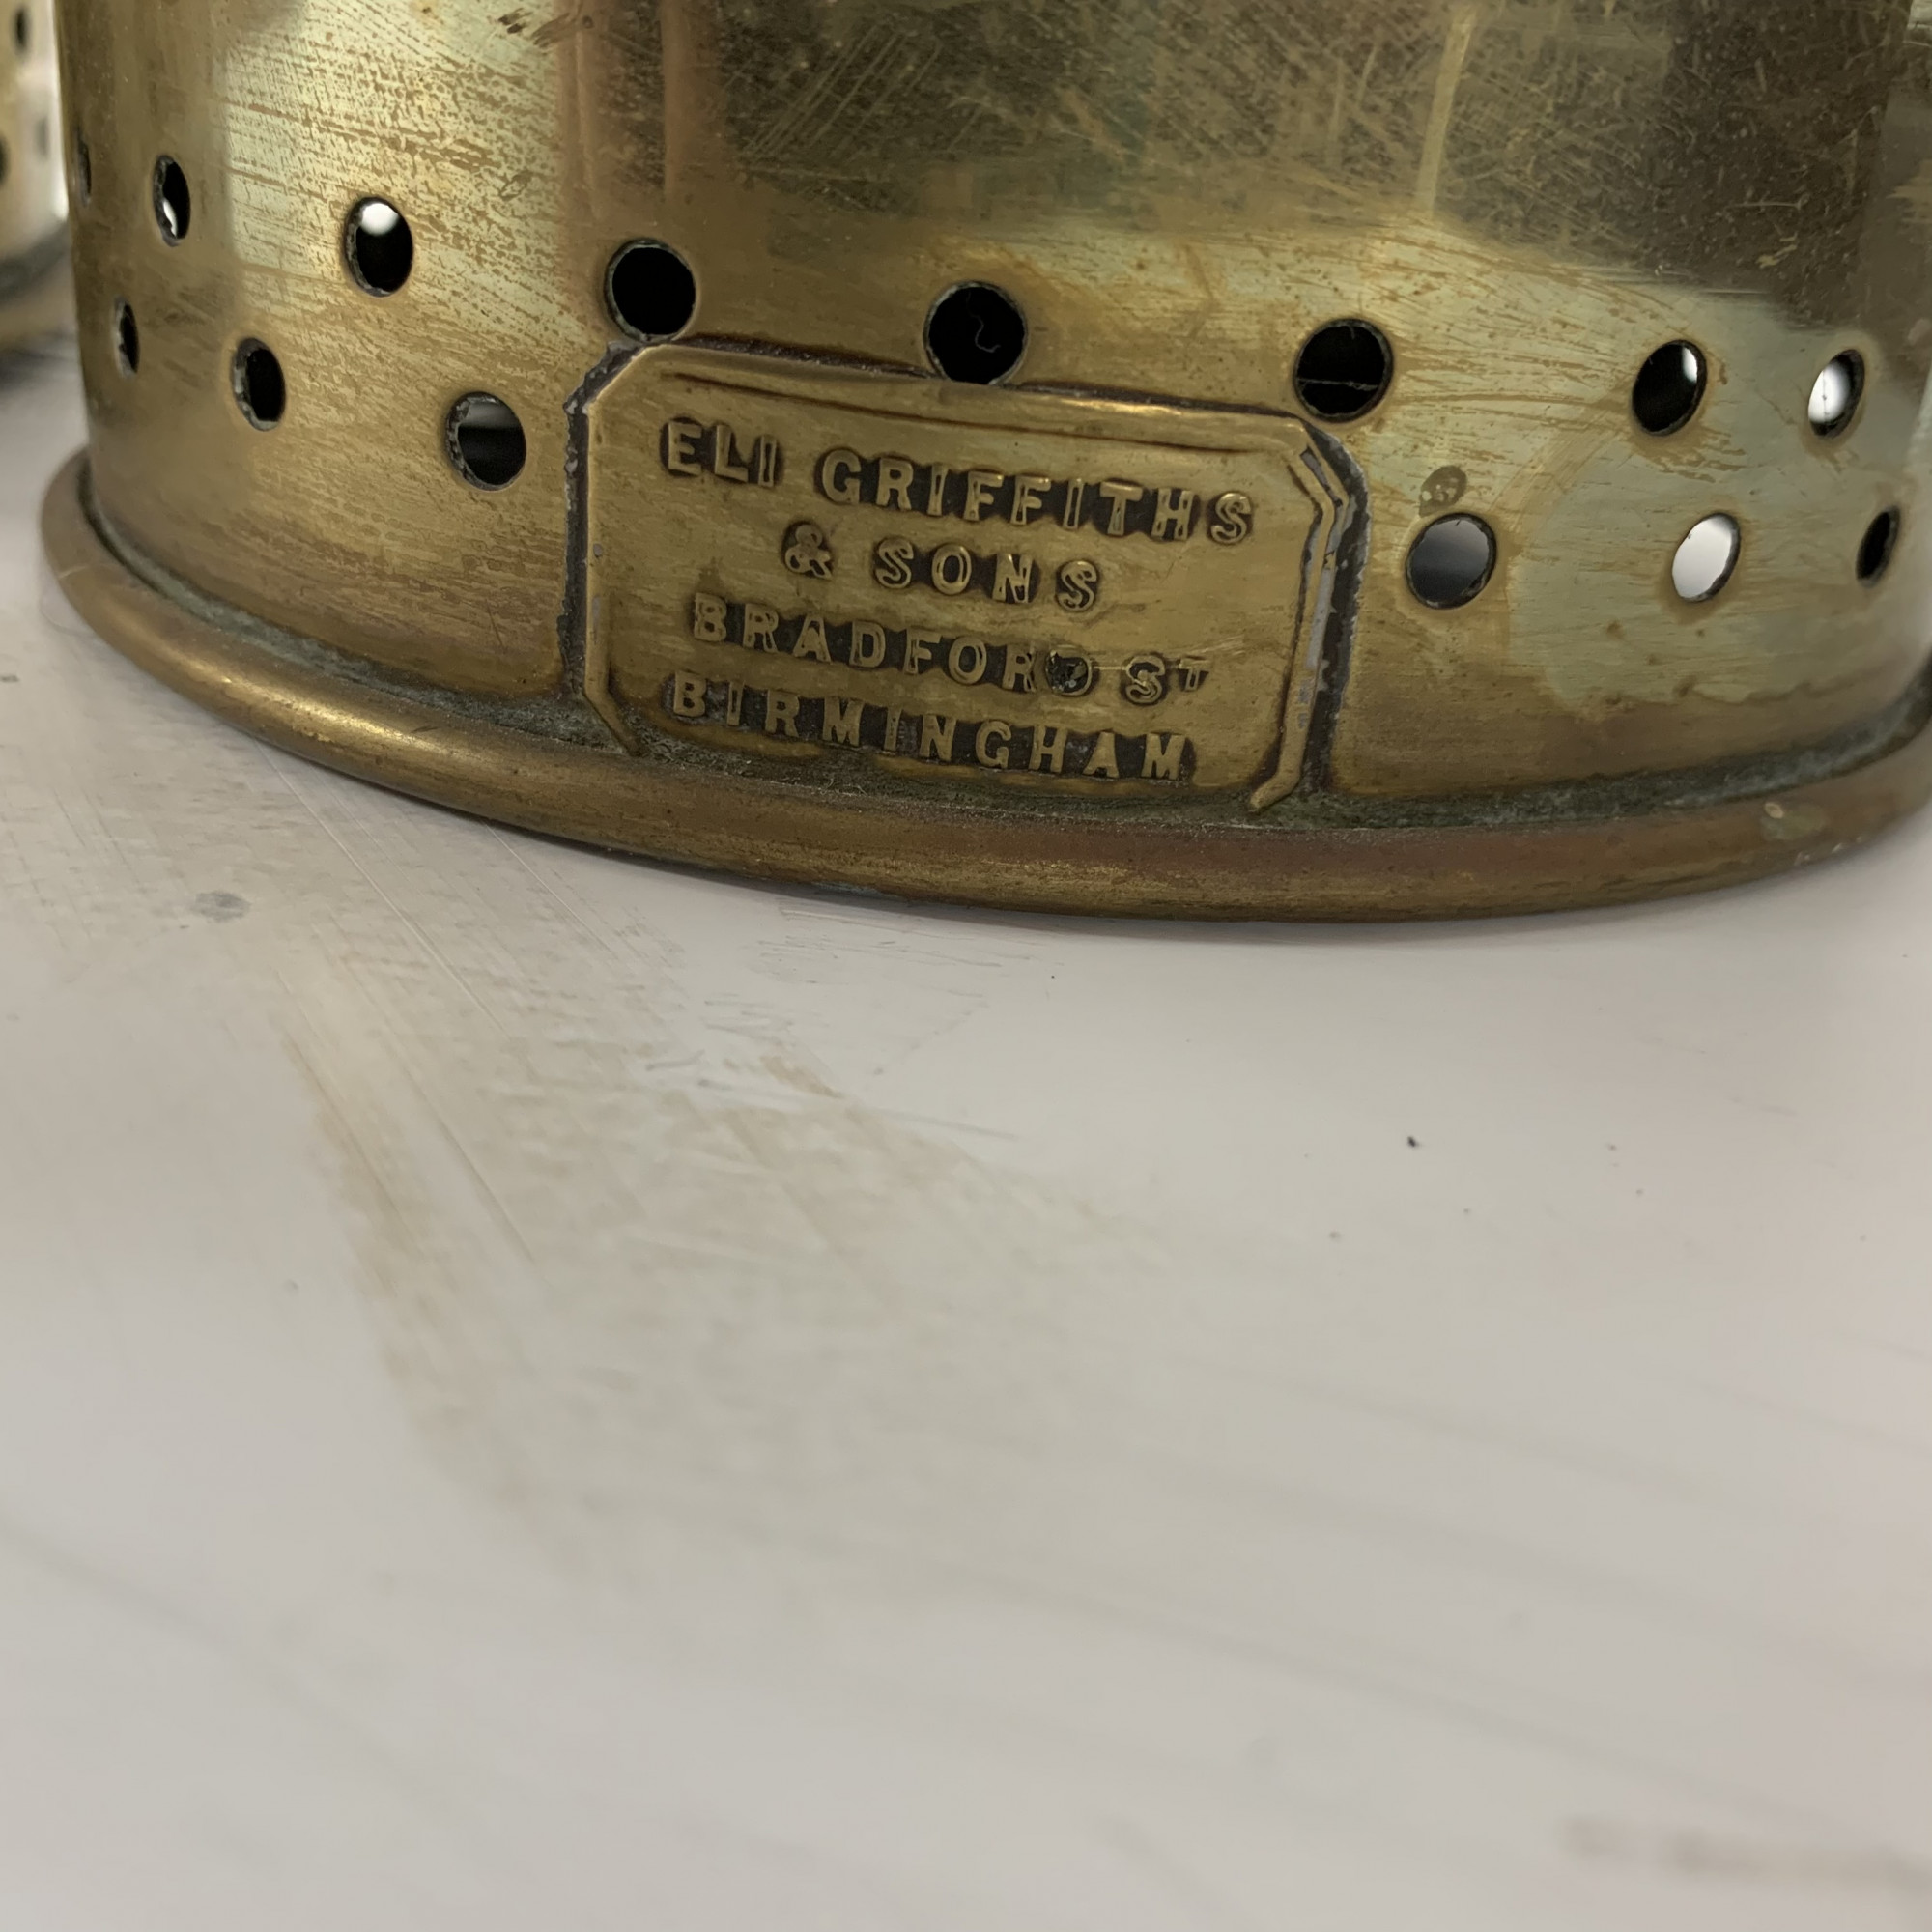 ELI GRIFFITHS
& SONS
BRADFORD ST
BIRMINGHAM